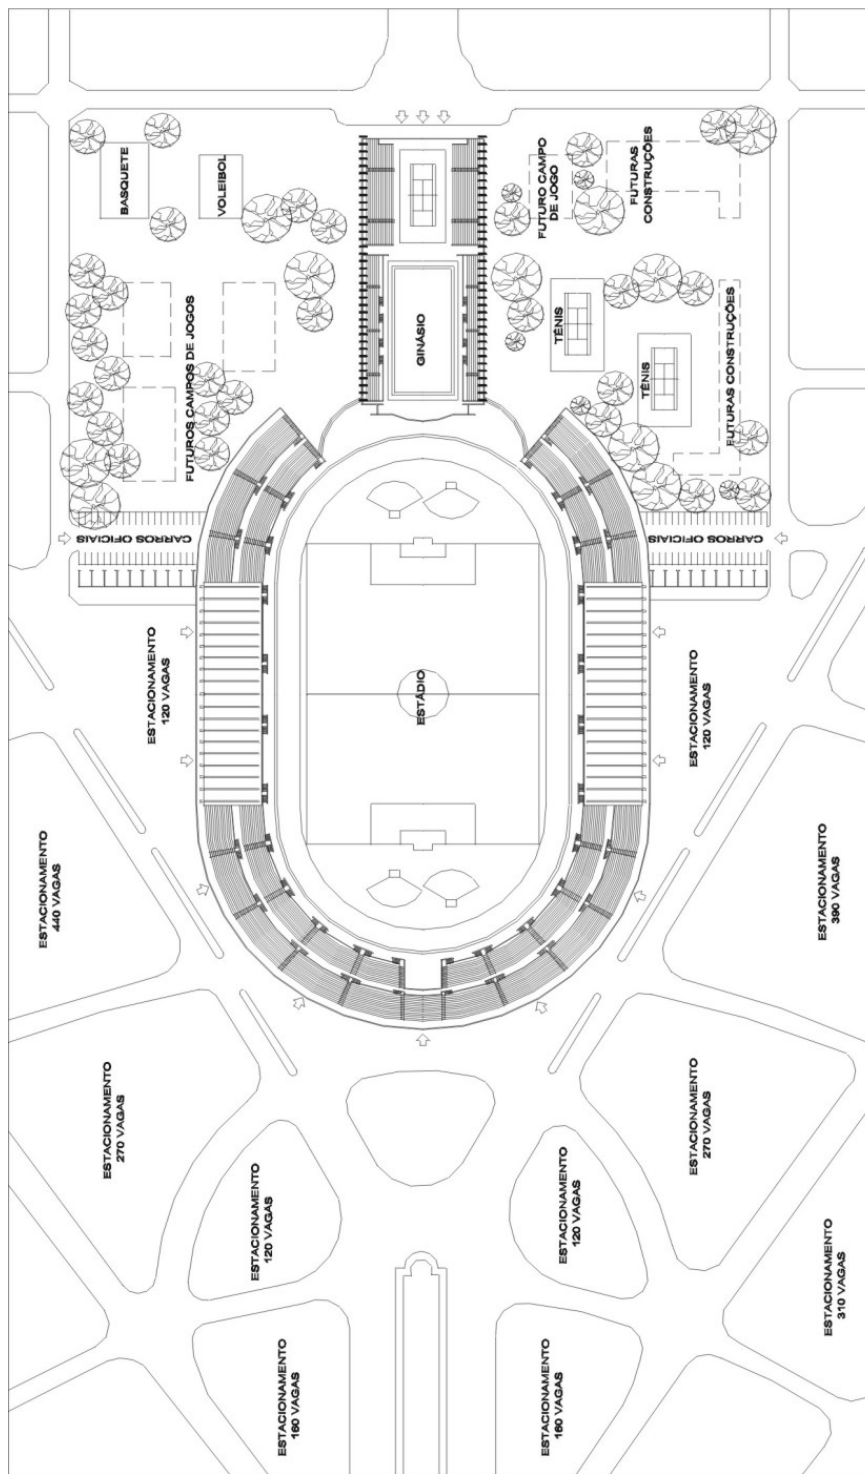 BASQUETE
VOLEIBOL
FUTURO CAMPO
DE JOGO
FUTURAS
CONSTRUÇÕES
FUTUROS CAMPOS DE JOGOS
GINÁSIO
TÊNIS
TÊNIS
FUTURAS CONSTRUÇÕES
CARROS OFICIAIS
CARROS OFICIAIS
ESTACIONAMENTO
120 VAGAS
ESTÁDIO
ESTACIONAMENTO
120 VAGAS
ESTACIONAMENTO
440 VAGAS
ESTACIONAMENTO
390 VAGAS
ESTACIONAMENTO
270 VAGAS
ESTACIONAMENTO
270 VAGAS
ESTACIONAMENTO
120 VAGAS
ESTACIONAMENTO
120 VAGAS
ESTACIONAMENTO
310 VAGAS
ESTACIONAMENTO
160 VAGAS
ESTACIONAMENTO
160 VAGAS